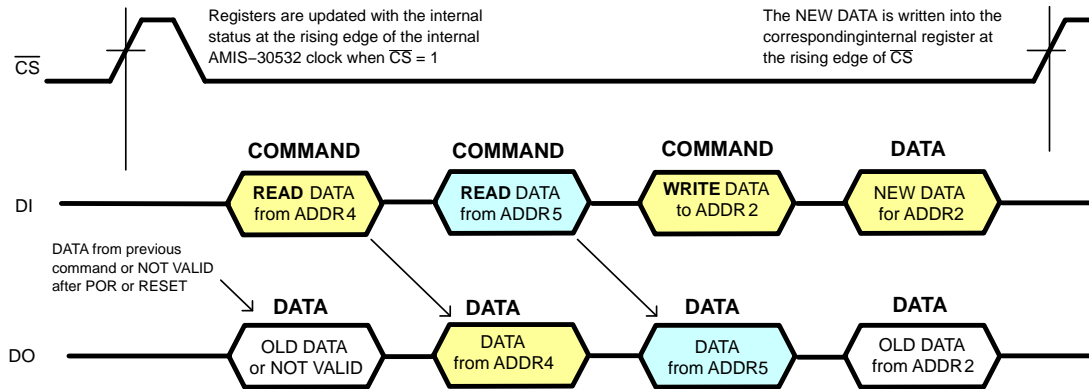 Registers are updated with the internal
status at the rising edge of the internal
AMIS–30532 clock when CS = 1
The NEW DATA is written into the
correspondinginternal register at
the rising edge of CS
CS
COMMAND
COMMAND
COMMAND
DATA
DI
READ DATA
from ADDR4
READ DATA
from ADDR5
WRITE DATA
to ADDR2
NEW DATA
for ADDR2
DATA from previous
command or NOT VALID
after POR or RESET
DATA
DATA
DATA
DATA
DO
OLD DATA
or NOT VALID
DATA
from ADDR4
DATA
from ADDR5
OLD DATA
from ADDR2